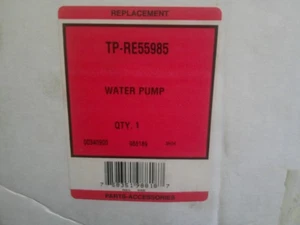 REPLACEMENT
TP-RE55985
WATER PUMP
QTY. 1
PARTS-ACCESSORIES